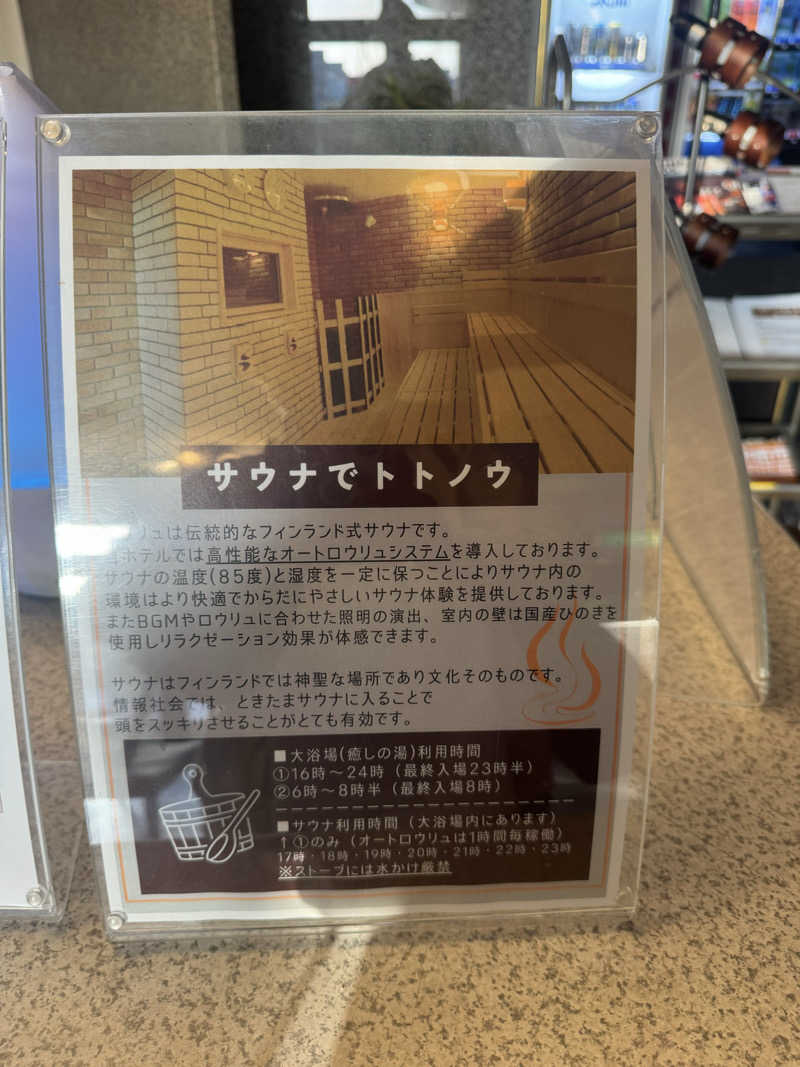 サウナでトトノウ
リュは伝統的なフィンランド式サウナです。
ホテルでは高性能なオートロウリュシステムを導入しております。
サウナの温度(85度)と湿度を一定に保つことによりサウナ内の
環境はより快適でからだにやさしいサウナ体験を提供しております。
またBGMやロウリュに合わせた照明の演出、室内の壁は国産ひのきを
使用しリラクゼーション効果が体感できます。
サウナはフィンランドでは神聖な場所であり文化そのものです。
情報社会では、ときたまサウナに入ることで
頭をスッキリさせることがとても有効です。
■大浴場(癒しの湯)利用時間
①16時～24時（最終入場23時半）
②6時～8時半（最終入場8時）
■サウナ利用時間（大浴場内にあります）
↑①のみ（オートロウリュは1時間毎稼働）
17時・18時・19時・20時・21時・22時・23時
※ストーブには水かけ厳禁